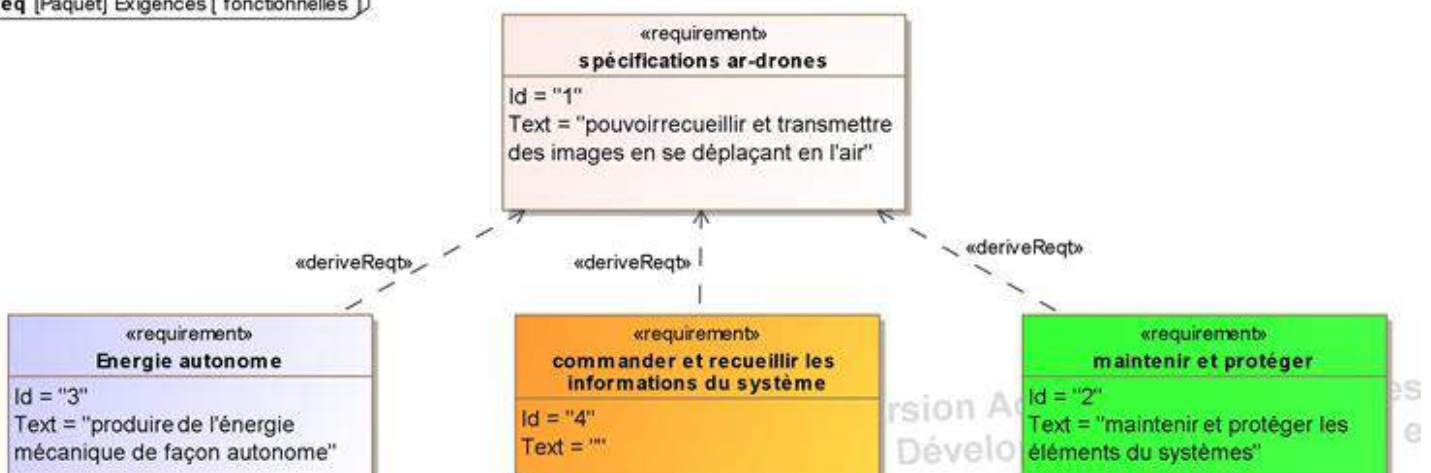 req [Paquet] Exigences [ fonctionnelles ]
«requirement»
spécifications ar-drones
Id = "1"
Text = "pouvoirrecueillir et transmettre
des images en se déplaçant en l'air"
«deriveReqt»
«deriveReqt»
«deriveReqt»
«requirement»
Energie autonome
Id = "3"
Text = "produire de l'énergie
mécanique de façon autonome"
«requirement»
commander et recueillir les
informations du système
Id = "4"
Text = ""
«requirement»
maintenir et protéger
Id = "2"
Text = "maintenir et protéger les
éléments du systèmes"